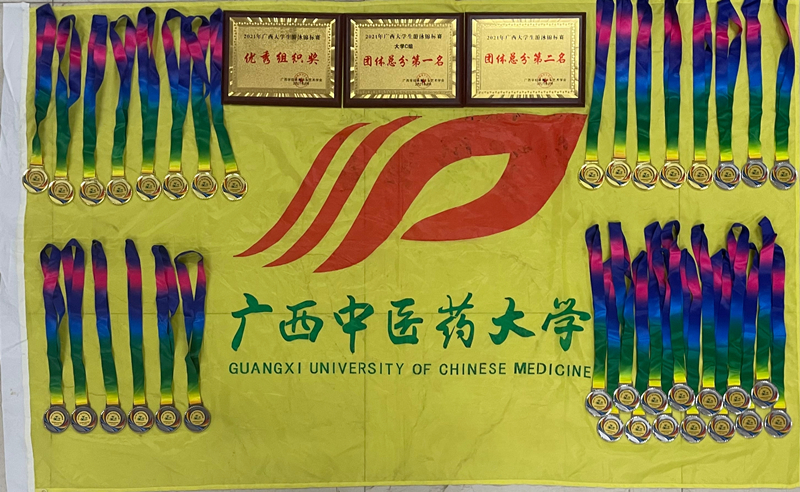 2021年广西大学生游泳锦标赛
优秀组织奖
2021年广西大学生游泳锦标赛
大学C组
团体总分第一名
2021年广西大学生游泳锦标赛
团体总分第二名
广西中医药大学
GUANGXI UNIVERSITY OF CHINESE MEDICINE